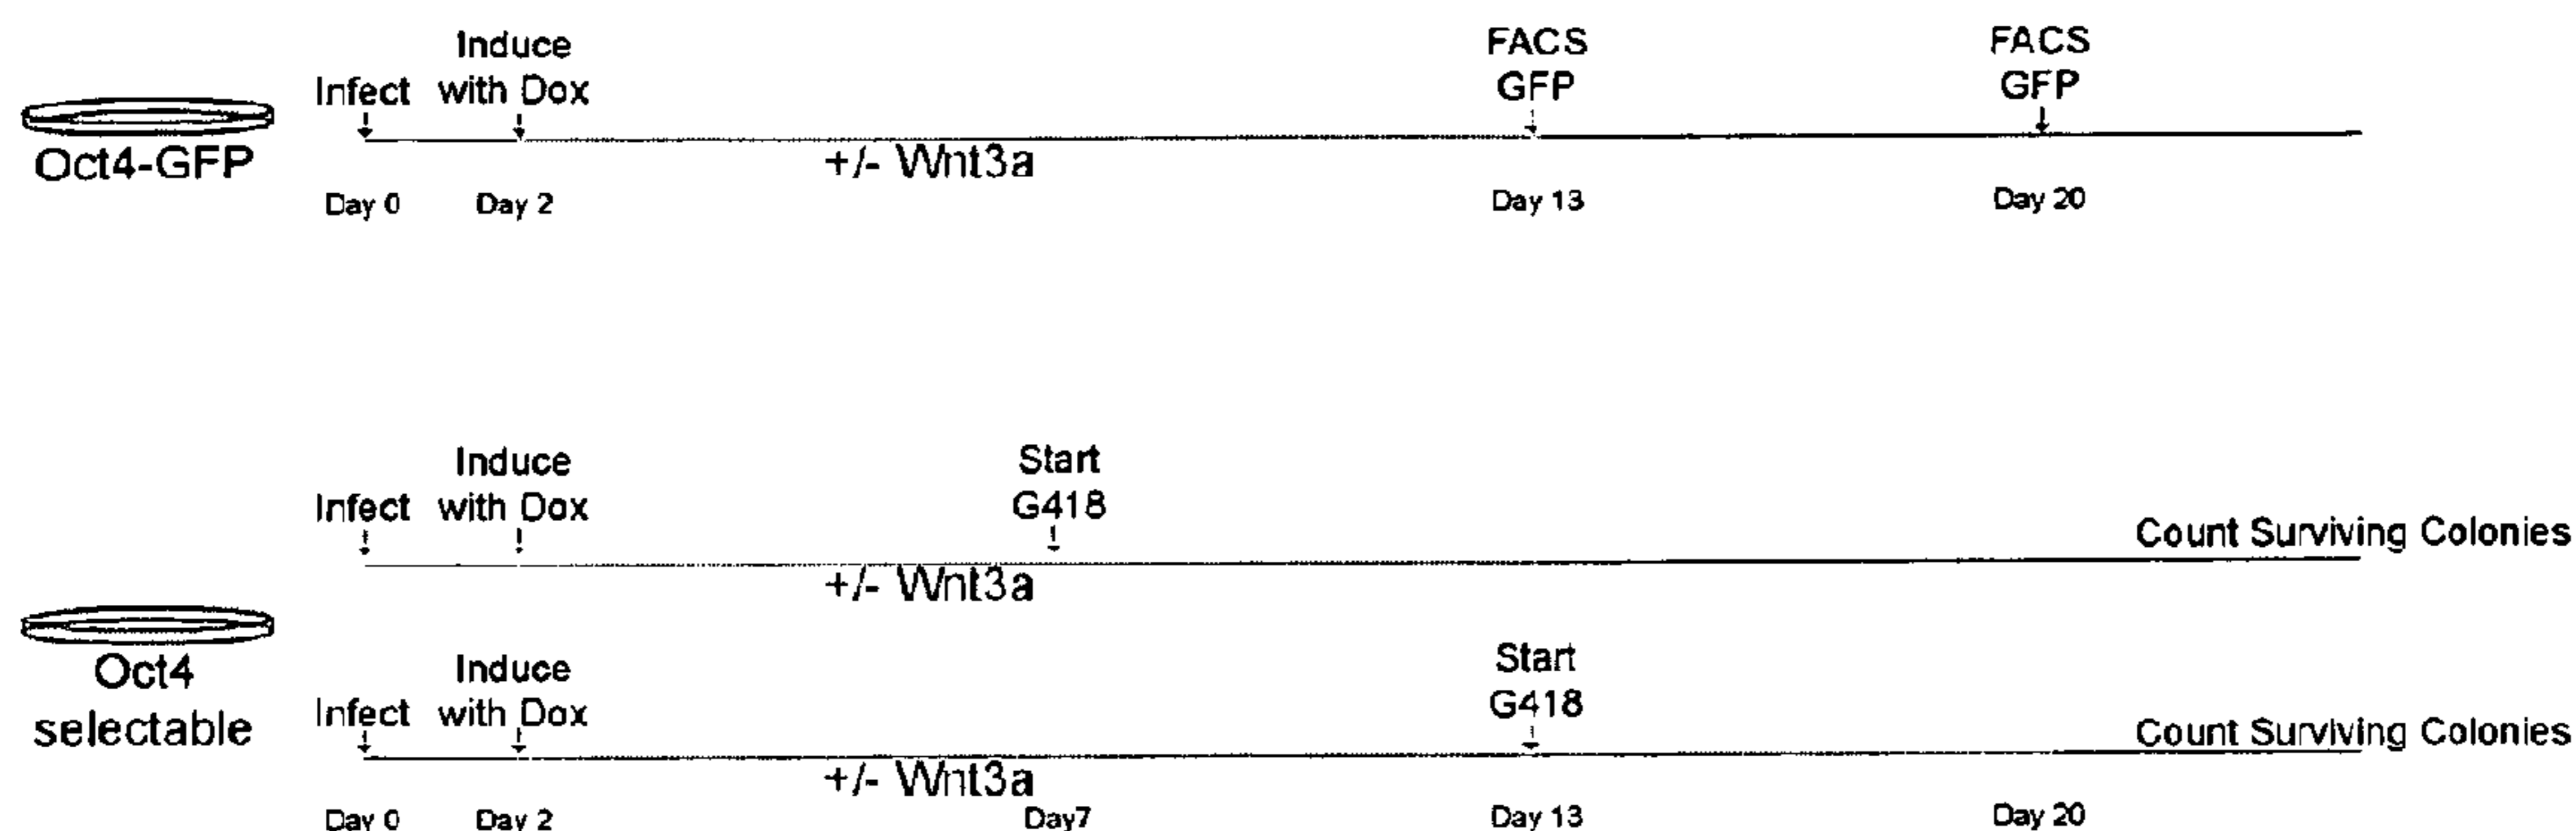 Induce
Infect with Dox
FACS
GFP
FACS
GFP
Oct4-GFP
+/- Wnt3a
Day 0 Day 2 Day 13 Day 20
Induce
Infect with Dox
Start
G418
Count Surviving Colonies
+/- Wnt3a
Oct4
selectable
Induce
Infect with Dox
Start
G418
Count Surviving Colonies
+/- Wnt3a
Day 0 Day 2 Day7 Day 13 Day 20